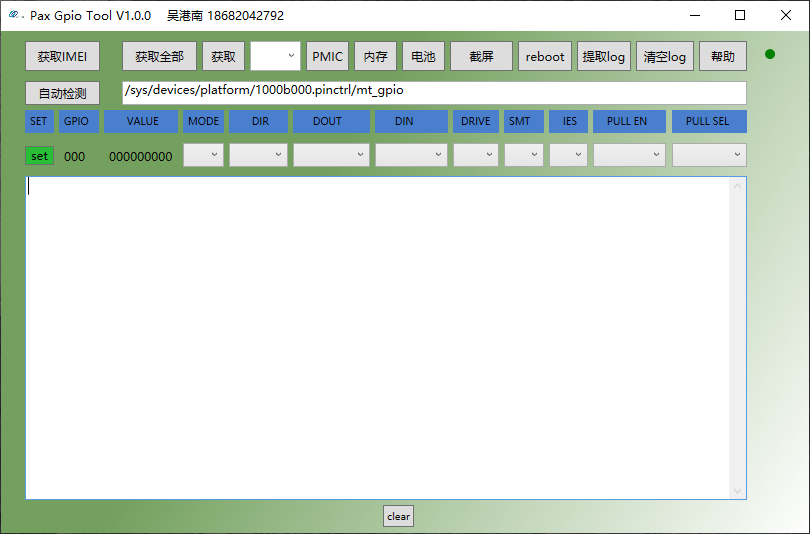 Pax Gpio Tool V1.0.0 吴港南 18682042792
获取IMEI 获取全部 获取 PMIC 内存 电池 截屏 reboot 提取log 清空log 帮助
自动检测 /sys/devices/platform/1000b000.pinctrl/mt_gpio
SET GPIO VALUE MODE DIR DOUT DIN DRIVE SMT IES PULL EN PULL SEL
set 000 000000000
clear